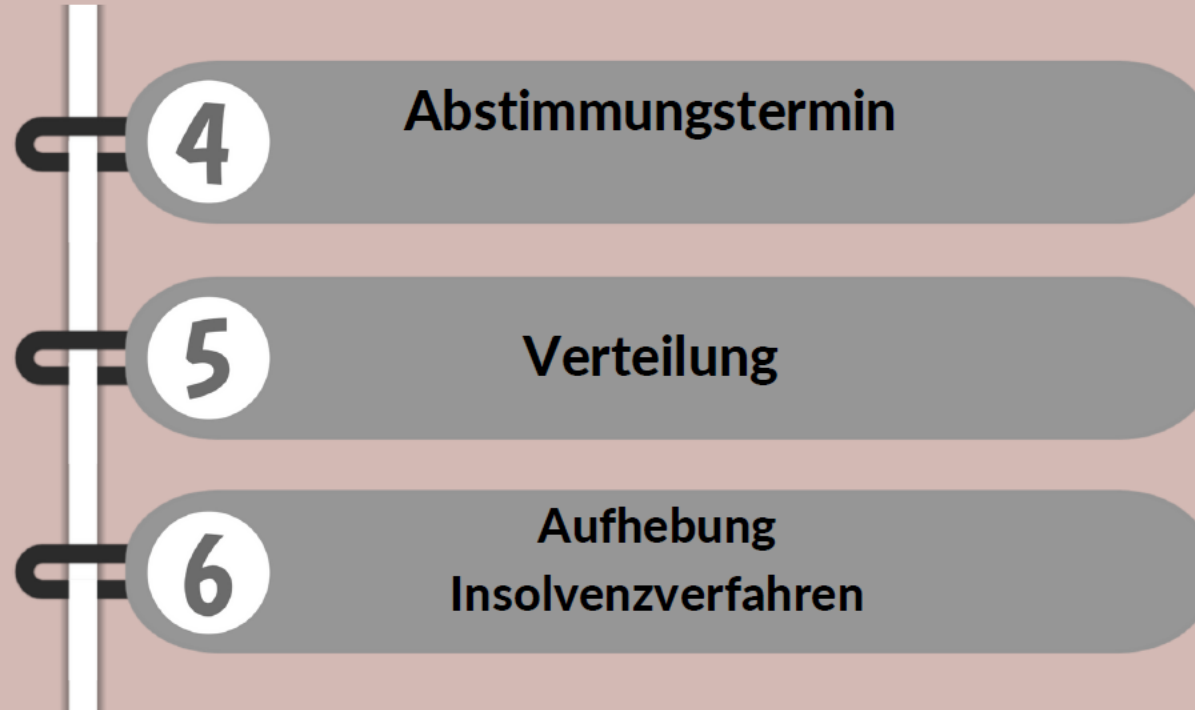 4
Abstimmungstermin
5
Verteilung
6
Aufhebung
Insolvenzverfahren